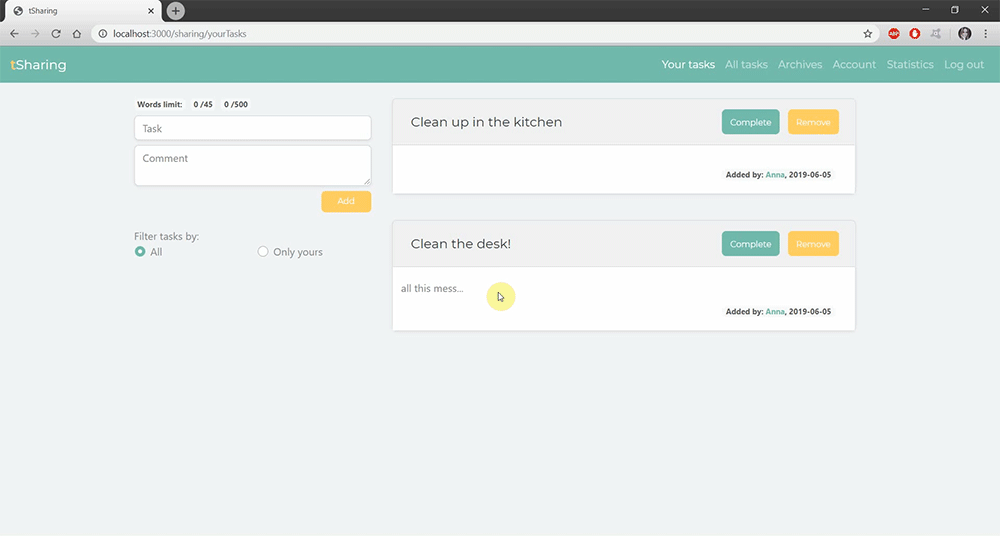 tSharing
localhost:3000/sharing/yourTasks
ABP
tSharing
Your tasks All tasks Archives Account Statistics Log out
Words limit: 0 /45 0 /500
Task
Comment
Add
Filter tasks by:
All Only yours
Clean up in the kitchen
Complete Remove
Added by: Anna, 2019-06-05
Clean the desk!
Complete Remove
all this mess...
Added by: Anna, 2019-06-05